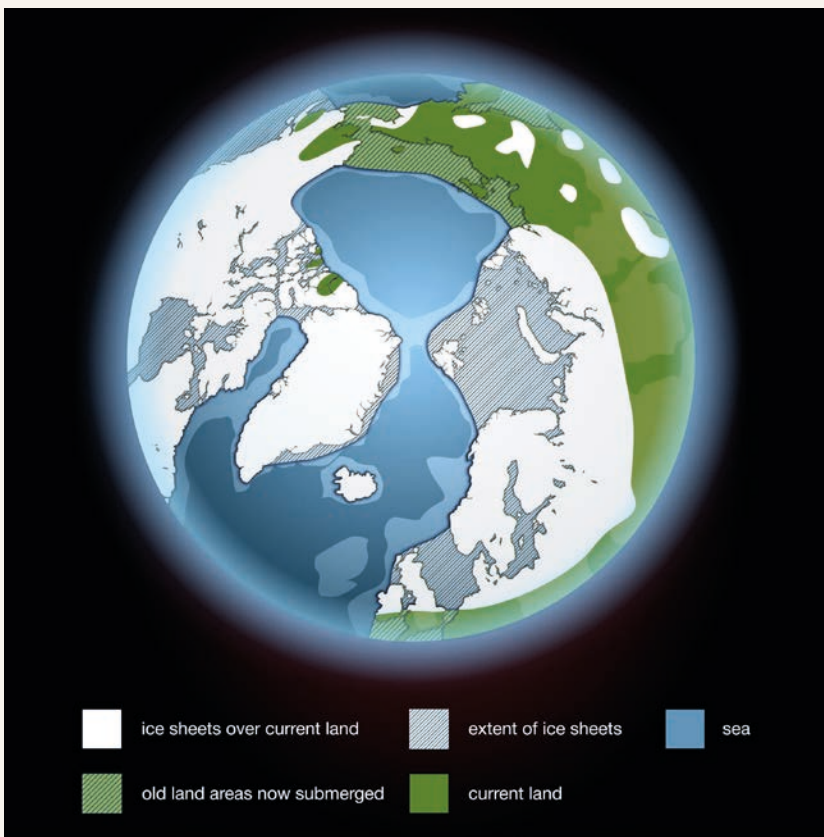 ice sheets over current land
extent of ice sheets
sea
old land areas now submerged
current land